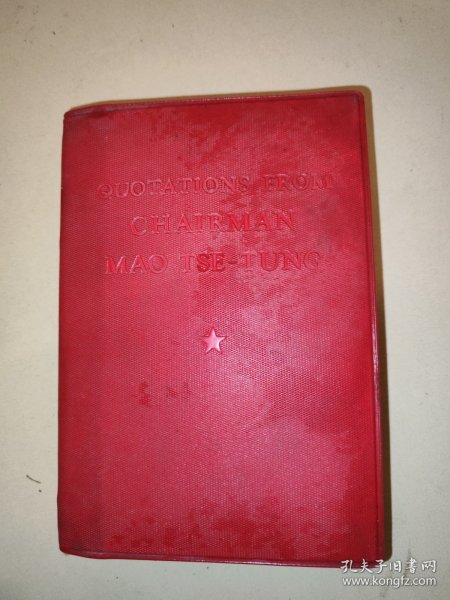 QUOTATIONS FROM
CHAIRMAN
MAO TSE-TUNG
孔夫子旧书网
www.kongfz.com